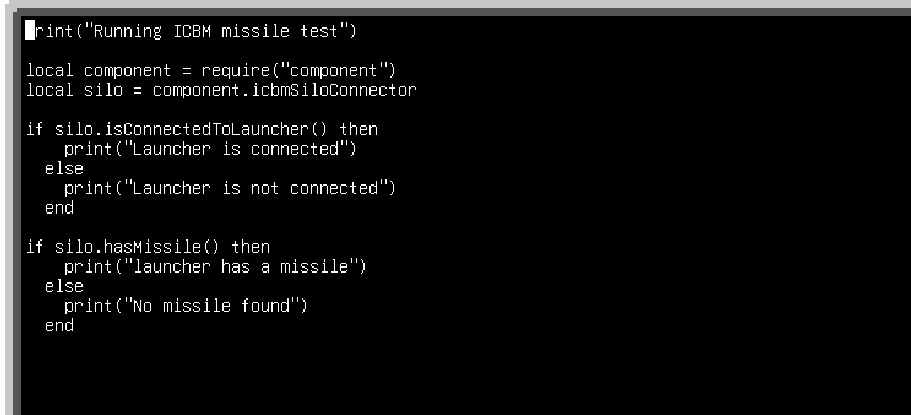 print("Running ICBM missile test")
local component = require("component")
local silo = component.icbmSiloConnector
if silo.isConnectedToLauncher() then
print("Launcher is connected")
else
print("Launcher is not connected")
end
if silo.hasMissile() then
print("launcher has a missile")
else
print("No missile found")
end